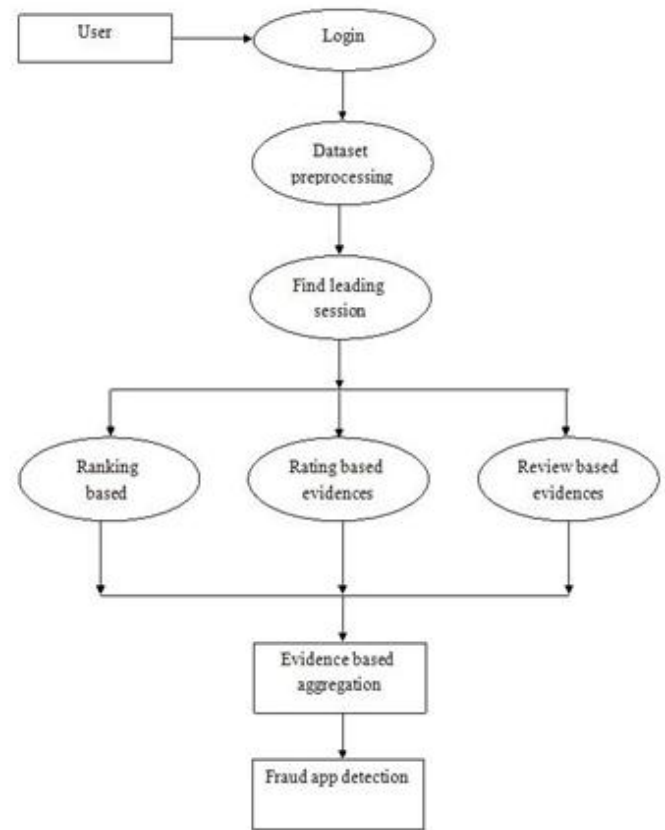 User
Login
Dataset
preprocessing
Find leading
session
Ranking
based
Rating based
evidences
Review based
evidences
Evidence based
aggregation
Fraud app detection